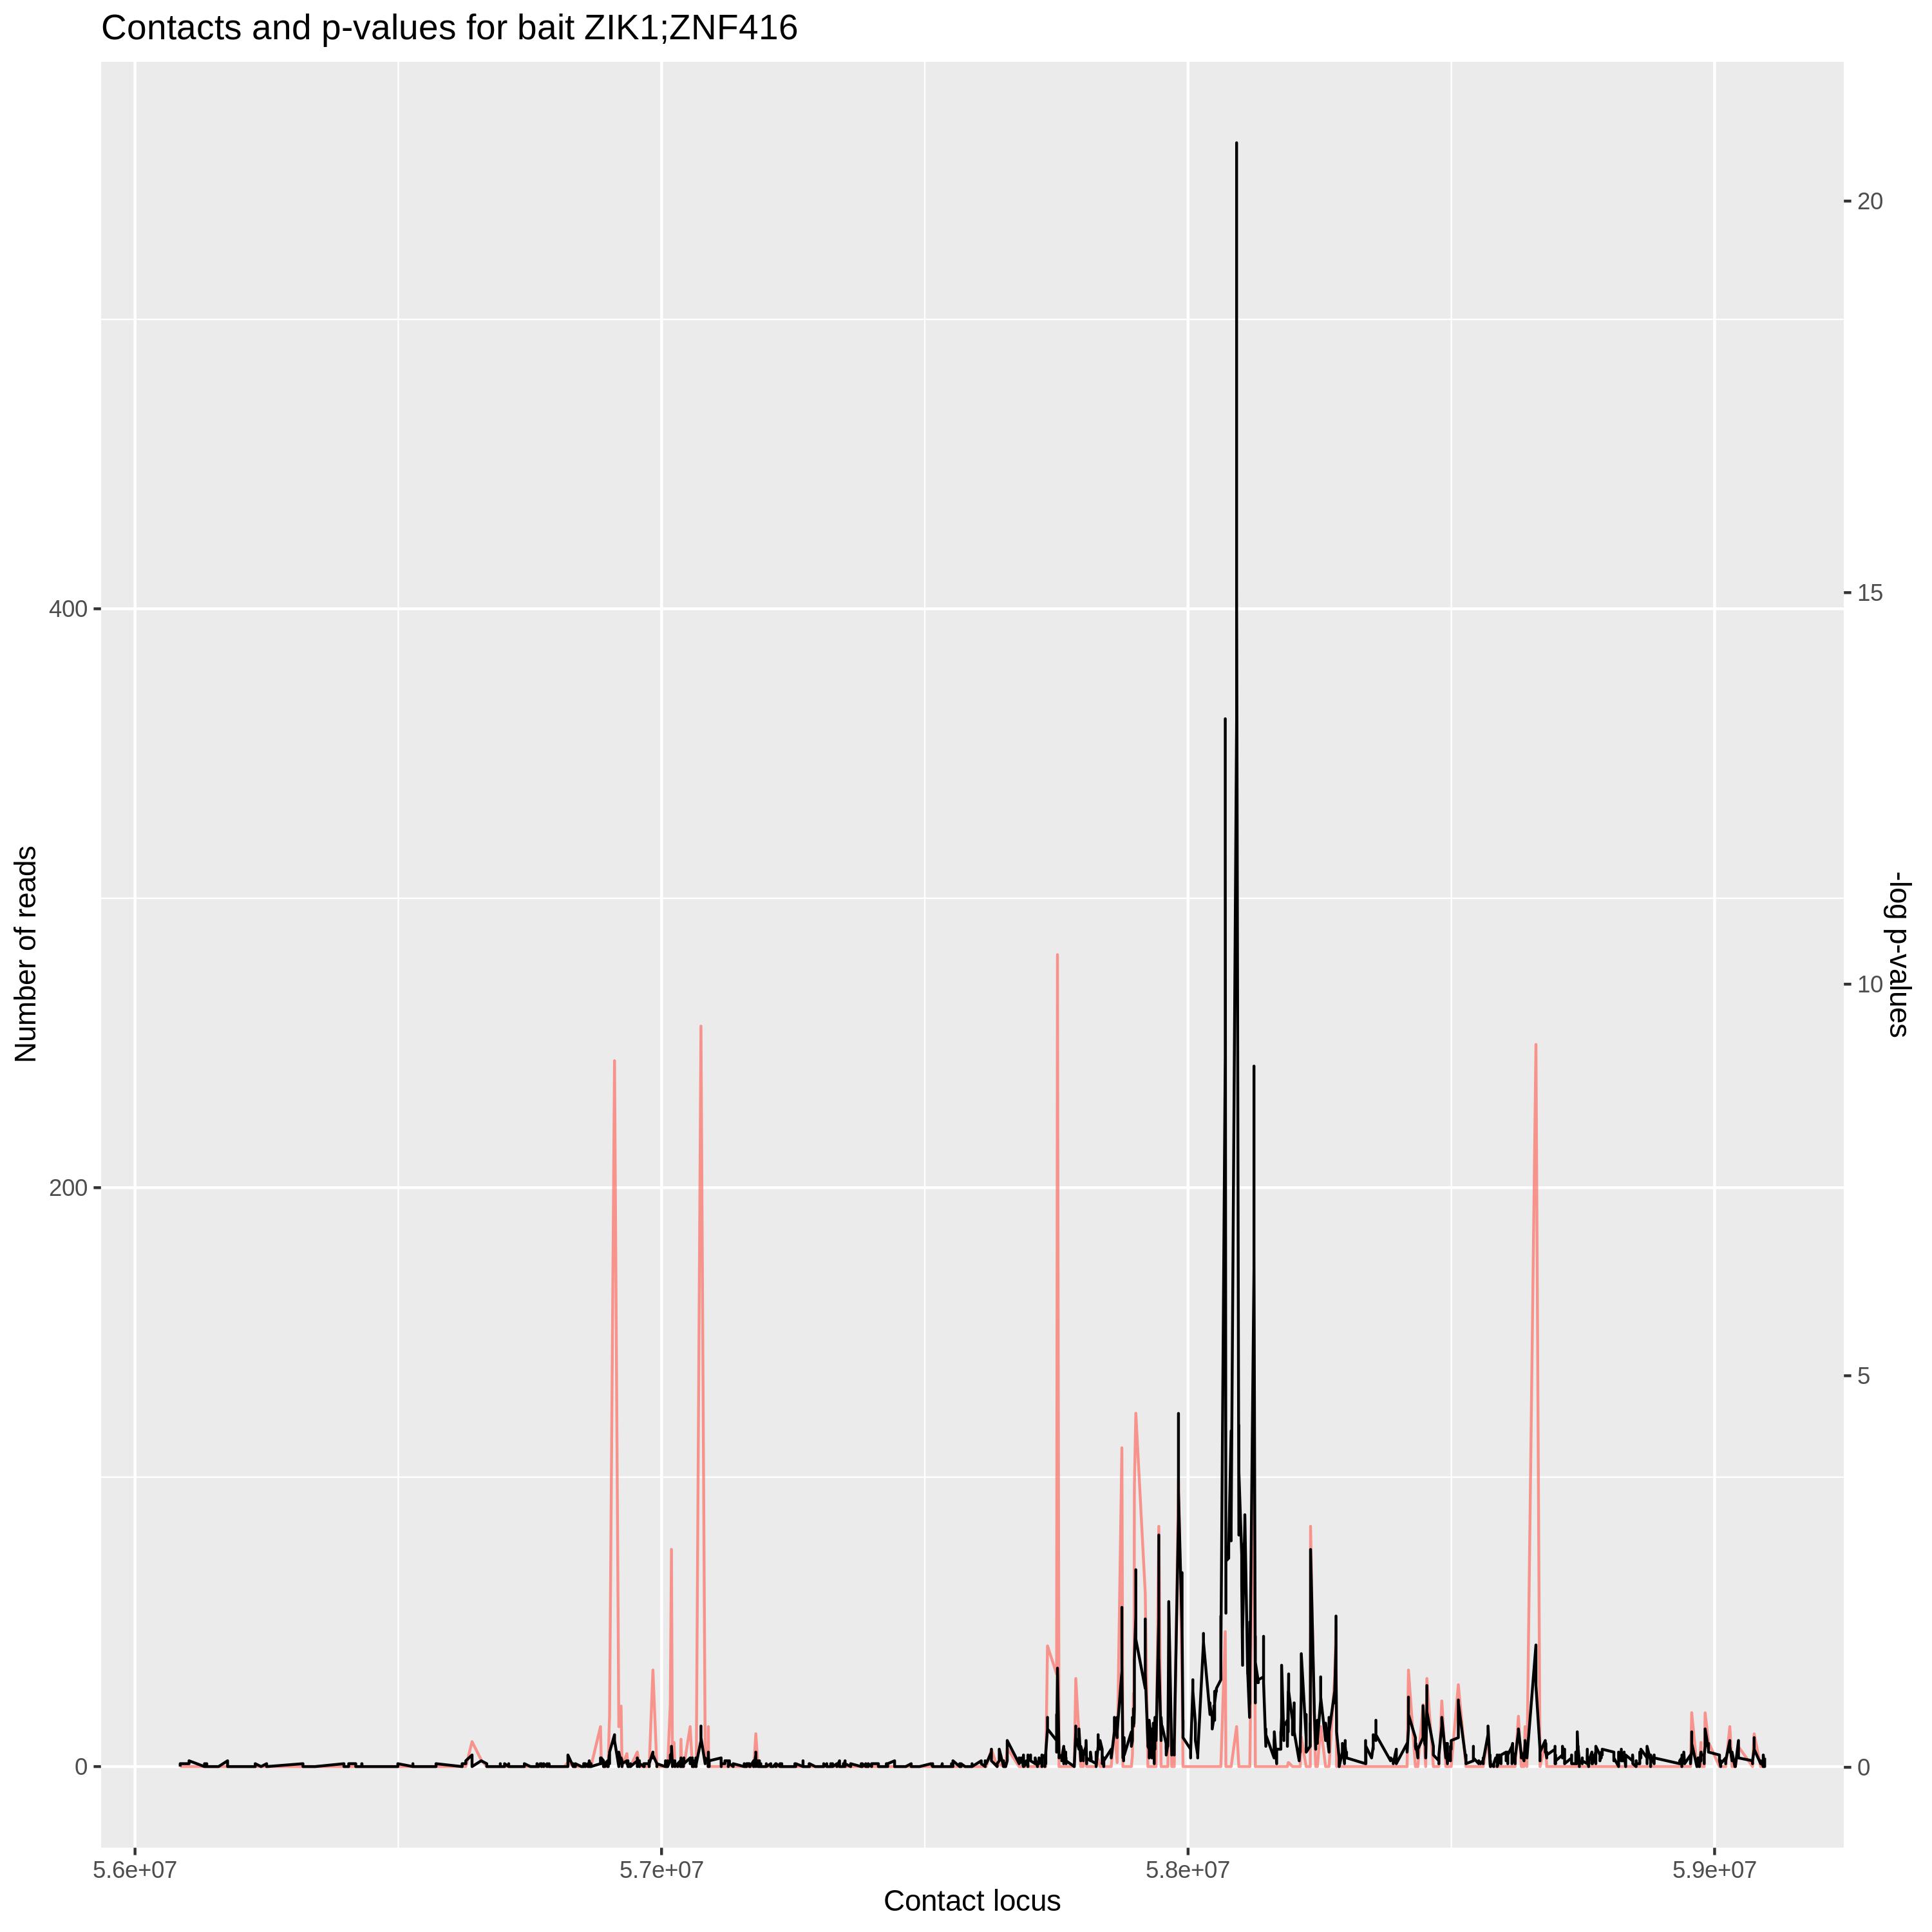 Contacts and p-values for bait ZIK1;ZNF416
Number of reads
400
200
0
20
15
10
5
0
-log p-values
5.6e+07
5.7e+07
5.8e+07
5.9e+07
Contact locus